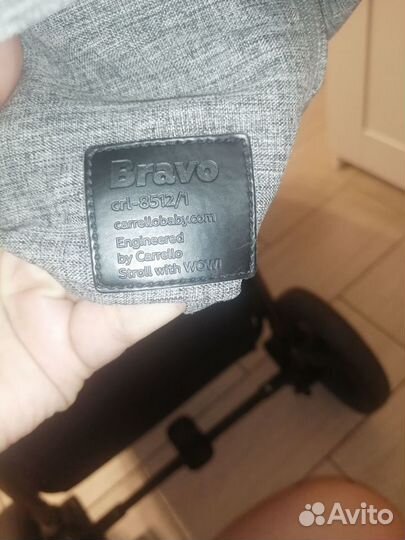 Bravo
crl-8512/1
carrellobaby.com
Engineered
by Carrello
Stroll with WOW!
Avito